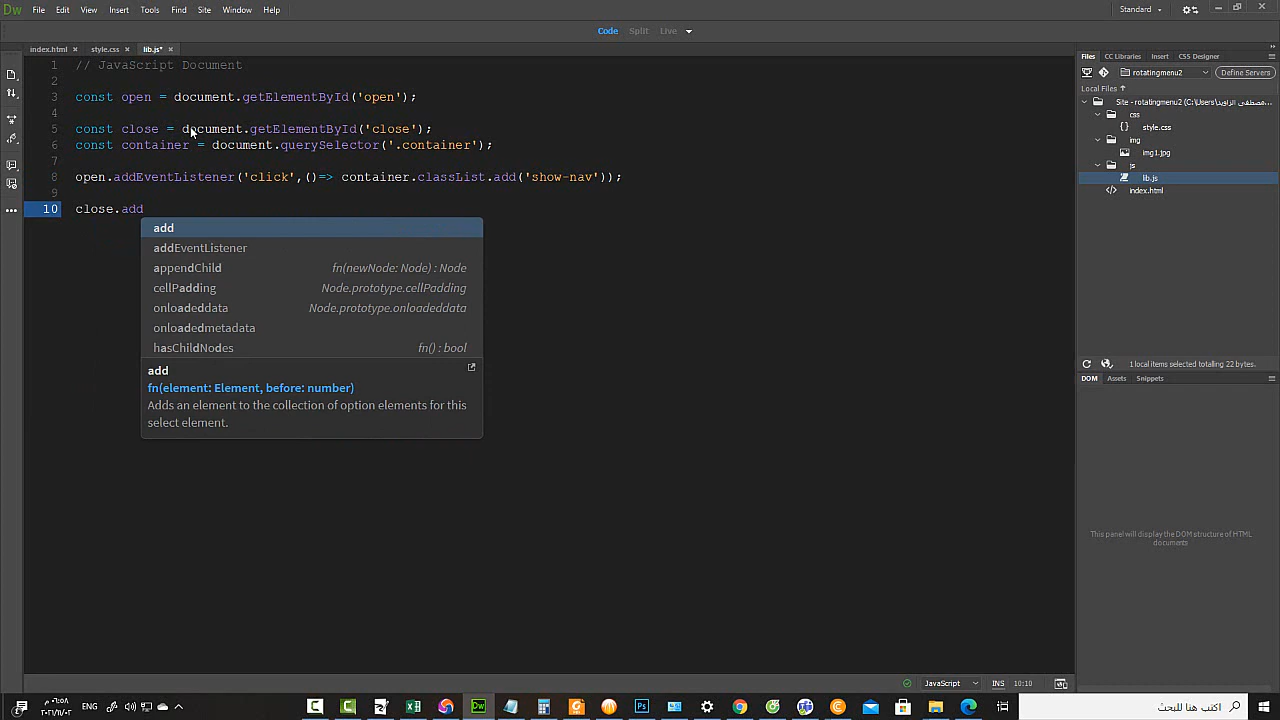 Dw File Edit View Insert Tools Find Site Window Help
Standard
Code Split Live
index.html style.css lib.js*
1 // JavaScript Document
2
3 const open = document.getElementById('open');
4
5 const close = document.getElementById('close');
6 const container = document.querySelector('.container');
7
8 open.addEventListener('click',()=> container.classList.add('show-nav'));
9
10 close.add
add
addEventListener
appendChild fn(newNode: Node) : Node
cellPadding Node.prototype.cellPadding
onloadeddata Node.prototype.onloadeddata
onloadedmetadata
hasChildNodes fn() : bool
add
fn(element: Element, before: number)
Adds an element to the collection of option elements for this
select element.
Files CC Libraries Insert CSS Designer
rotatingmenu2 Define Servers
Local Files
Site - rotatingmenu2 (C:\Users\
css
style.css
img
img1.jpg
js
lib.js
index.html
1 local items selected totalling 22 bytes.
DOM Assets Snippets
This panel will display the DOM structure of HTML
documents
JavaScript INS 10:10
ENG
Dw
Ps
اكتب هنا للبحث